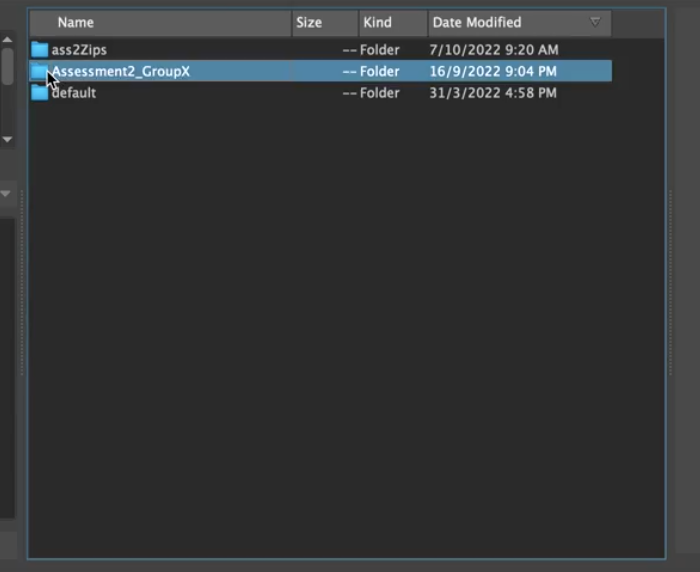 Name Size Kind Date Modified
ass2Zips -- Folder 7/10/2022 9:20 AM
Assessment2_GroupX -- Folder 16/9/2022 9:04 PM
default -- Folder 31/3/2022 4:58 PM